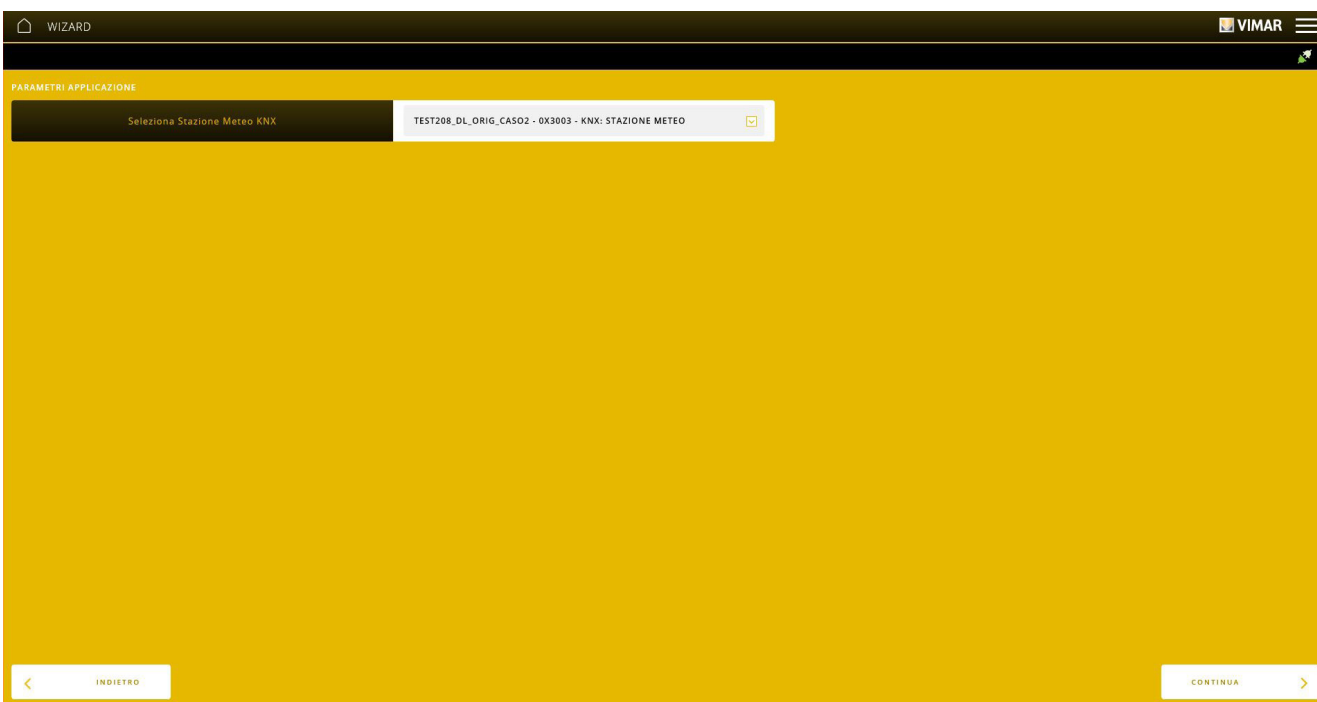 WIZARD
VIMAR
PARAMETRI APPLICAZIONE
Seleziona Stazione Meteo KNX
TEST208_DL_ORIG_CASO2 - 0X3003 - KNX: STAZIONE METEO
INDIETRO
CONTINUA